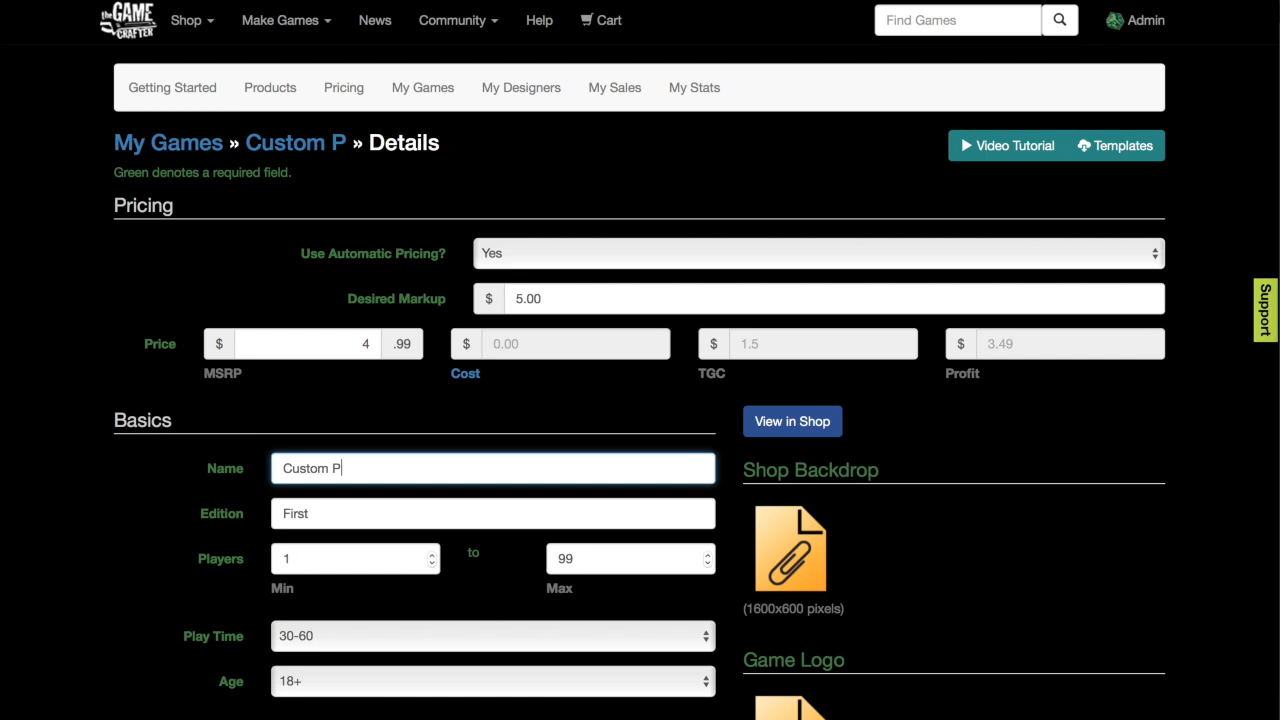 the GAME CRAFTER Shop Make Games News Community Help Cart Find Games Admin
Getting Started Products Pricing My Games My Designers My Sales My Stats
My Games » Custom P » Details Video Tutorial Templates
Green denotes a required field.
Pricing
Use Automatic Pricing? Yes
Desired Markup $ 5.00
Price $ 4 .99 $ 0.00 $ 1.5 $ 3.49
MSRP Cost TGC Profit
Support
Basics View in Shop
Name Custom P
Shop Backdrop
Edition First
Players 1 to 99
Min Max
(1600x600 pixels)
Play Time 30-60
Game Logo
Age 18+